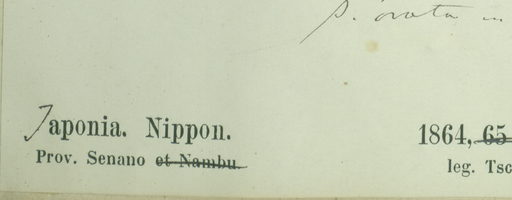 Japonia. Nippon.
1864, 65
Prov. Senano et Nambu.
leg. Tsc